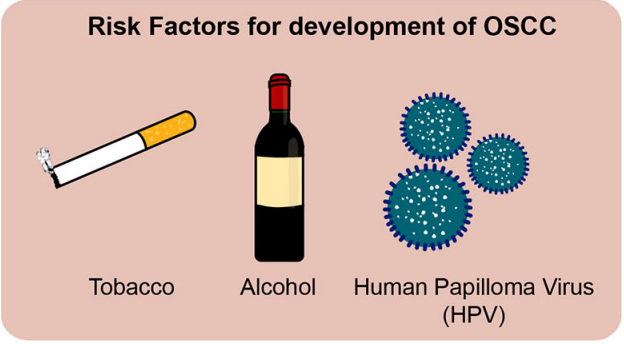 Risk Factors for development of OSCC
Tobacco
Alcohol
Human Papilloma Virus
(HPV)